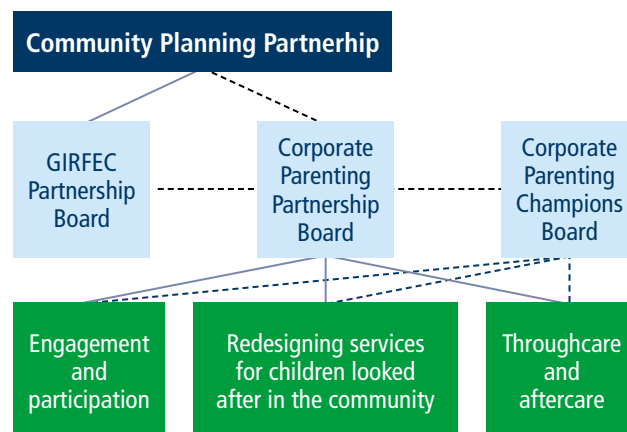 Community Planning Partnerhip
GIRFEC
Partnership
Board
Corporate
Parenting
Partnership
Board
Corporate
Parenting
Champions
Board
Engagement
and
participation
Redesigning services
for children looked
after in the community
Throughcare
and
aftercare